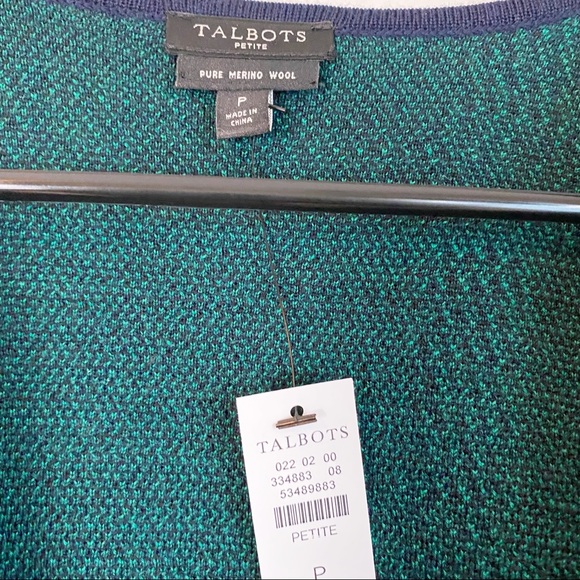 TALBOTS
PETITE
PURE MERINO WOOL
P
MADE IN
CHINA
TALBOTS
022 02 00
334883 08
53489883
PETITE
P